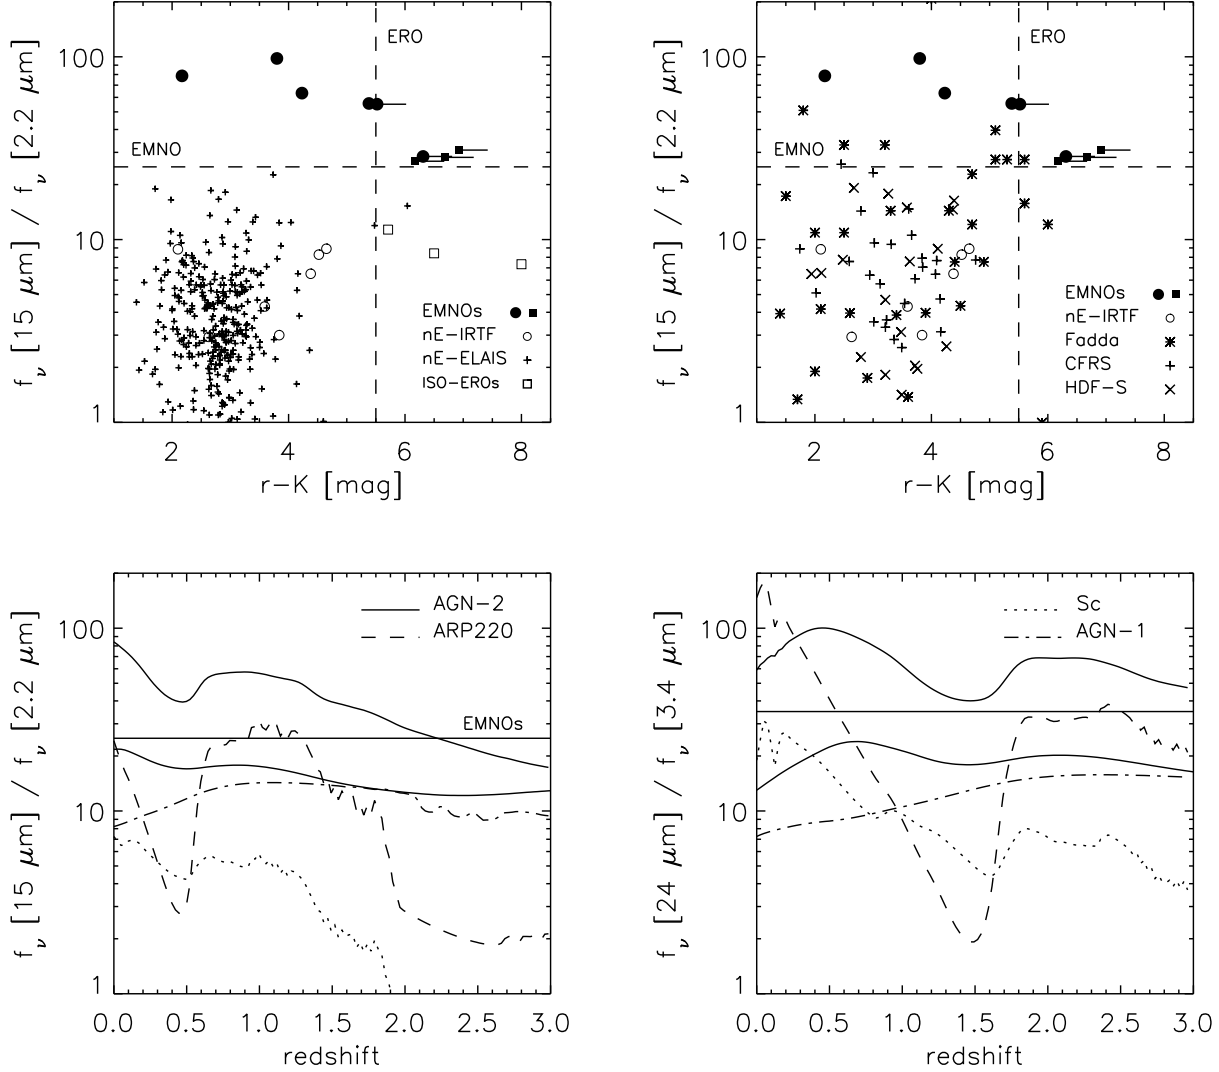 f_ν [15 μm] / f_ν [2.2 μm]
100
10
1
ERO
EMNO
EMNOs
nE-IRTF
nE-ELAIS
ISO-EROs
2 4 6 8
r-K [mag]
f_ν [15 μm] / f_ν [2.2 μm]
100
10
1
ERO
EMNO
EMNOs
nE-IRTF
Fadda
CFRS
HDF-S
2 4 6 8
r-K [mag]
f_ν [15 μm] / f_ν [2.2 μm]
100
10
1
AGN-2
ARP220
EMNOs
0.0 0.5 1.0 1.5 2.0 2.5 3.0
redshift
f_ν [24 μm] / f_ν [3.4 μm]
100
10
1
Sc
AGN-1
0.0 0.5 1.0 1.5 2.0 2.5 3.0
redshift